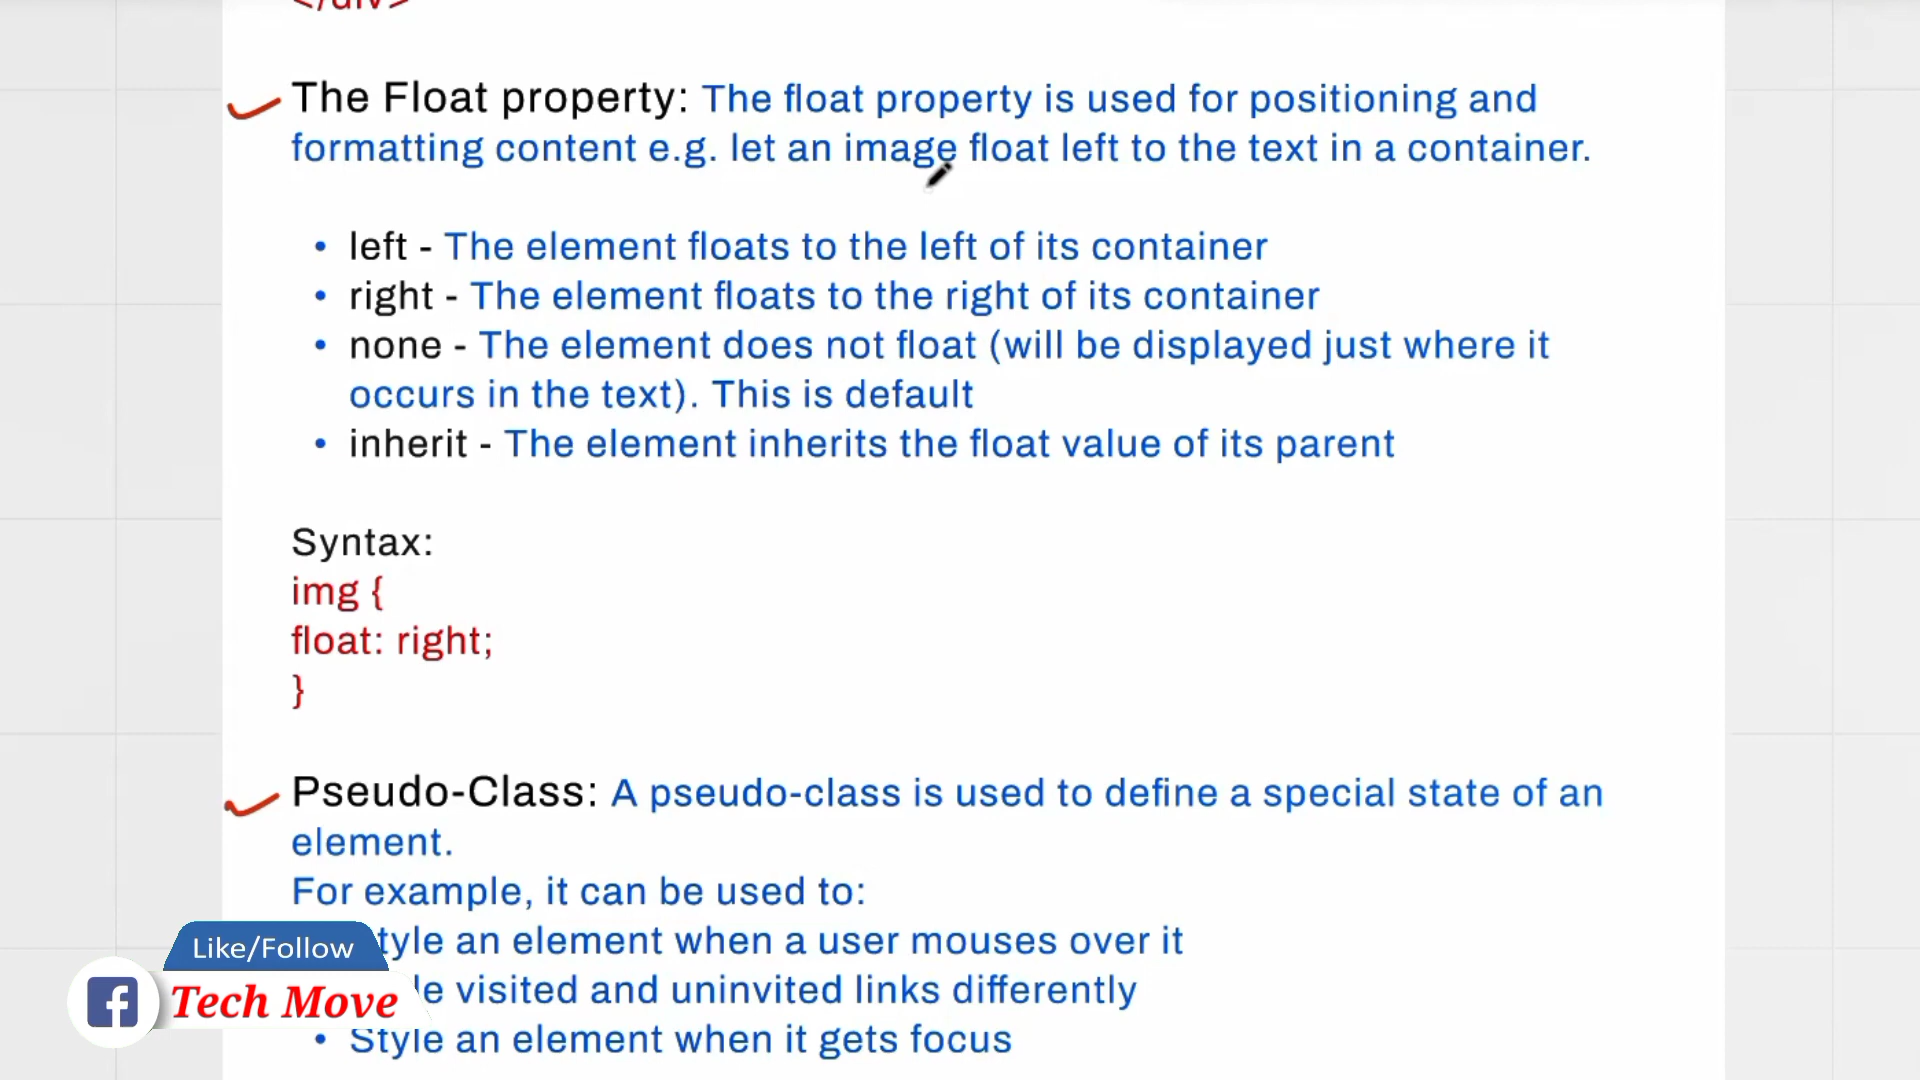 </div>
The Float property: The float property is used for positioning and
formatting content e.g. let an image float left to the text in a container.
• left - The element floats to the left of its container
• right - The element floats to the right of its container
• none - The element does not float (will be displayed just where it
occurs in the text). This is default
• inherit - The element inherits the float value of its parent
Syntax:
img {
float: right;
}
Pseudo-Class: A pseudo-class is used to define a special state of an
element.
For example, it can be used to:
tyle an element when a user mouses over it
le visited and uninvited links differently
• Style an element when it gets focus
Like/Follow
Tech Move